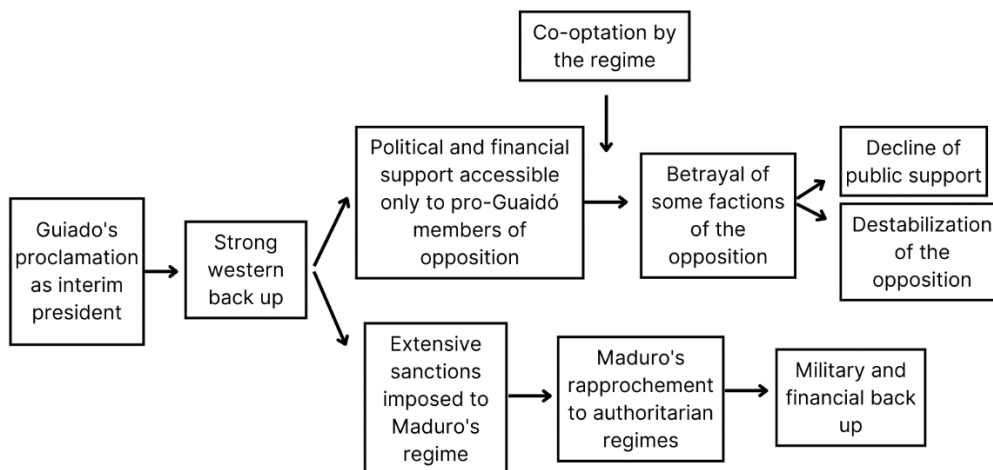 Co-optation by
the regime
Political and financial
support accessible
only to pro-Guaidó
members of
opposition
Betrayal of
some factions
of the
opposition
Decline of
public support
Destabilization
of the
opposition
Guiado's
proclamation
as interim
president
Strong
western
back up
Extensive
sanctions
imposed to
Maduro's
regime
Maduro's
rapprochement
to authoritarian
regimes
Military and
financial back
up